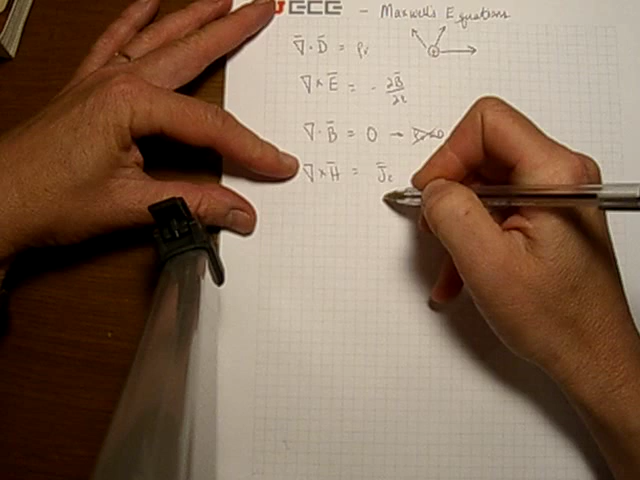 ECE - Maxwell's Equations
∇·D̄ = ρv
∇×Ē = - ∂B̄/∂t
∇·B̄ = 0 →
∇×H̄ = J̄c